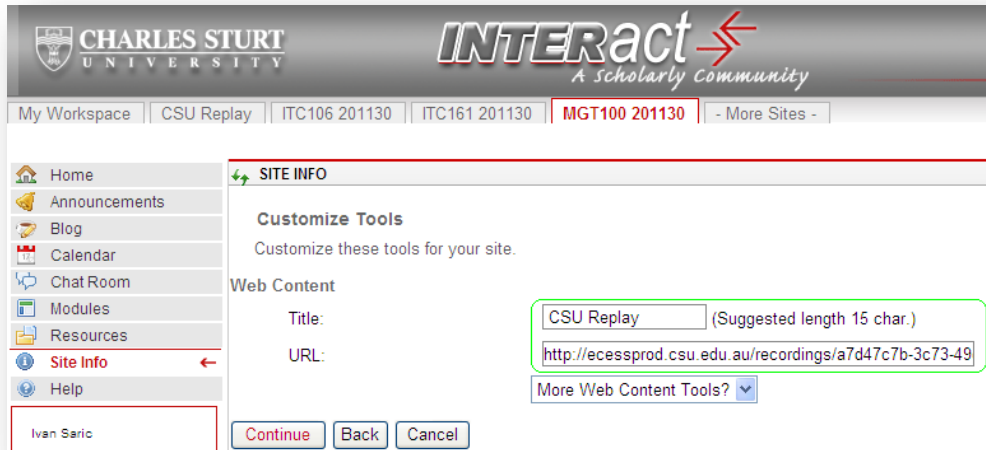 CHARLES STURT
UNIVERSITY
INTERact
A Scholarly Community
My Workspace
CSU Replay
ITC106 201130
ITC161 201130
MGT100 201130
- More Sites -
Home
Announcements
Blog
Calendar
Chat Room
Modules
Resources
Site Info
Help
Ivan Saric
SITE INFO
Customize Tools
Customize these tools for your site.
Web Content
Title:
CSU Replay
(Suggested length 15 char.)
URL:
http://ecessprod.csu.edu.au/recordings/a7d47c7b-3c73-49
More Web Content Tools?
Continue
Back
Cancel